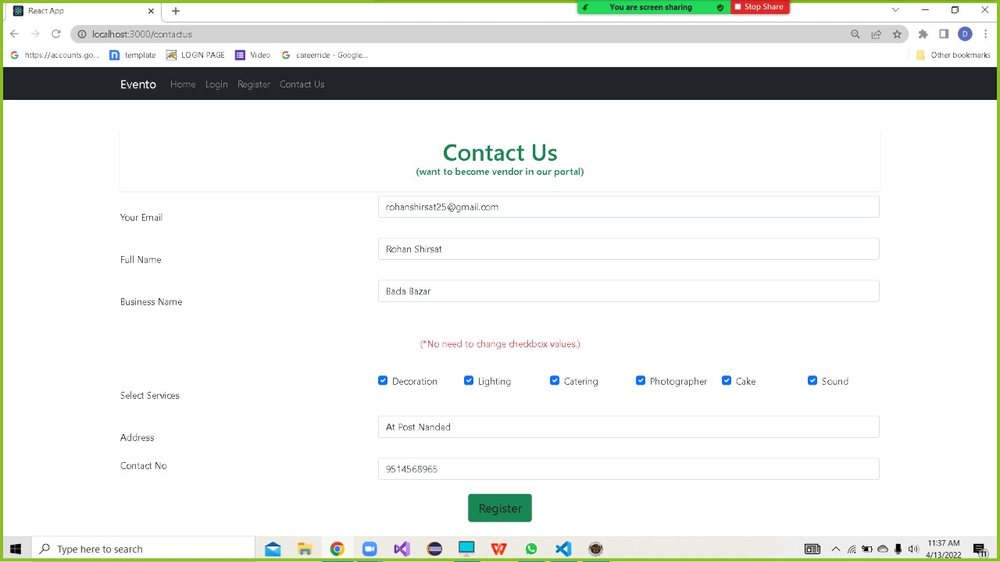 React App
You are screen sharing
Stop Share
localhost:3000/contactus
D
https://accounts.go...
template
LOGIN PAGE
Video
careerride - Google...
Other bookmarks
Evento
Home
Login
Register
Contact Us
Contact Us
(want to become vendor in our portal)
Your Email
rohanshirsat25@gmail.com
Full Name
Rohan Shirsat
Business Name
Bada Bazar
(*No need to change checkbox values.)
Select Services
Decoration
Lighting
Catering
Photographer
Cake
Sound
Address
At Post Nanded
Contact No
9514568965
Register
Type here to search
11:37 AM
4/13/2022
11